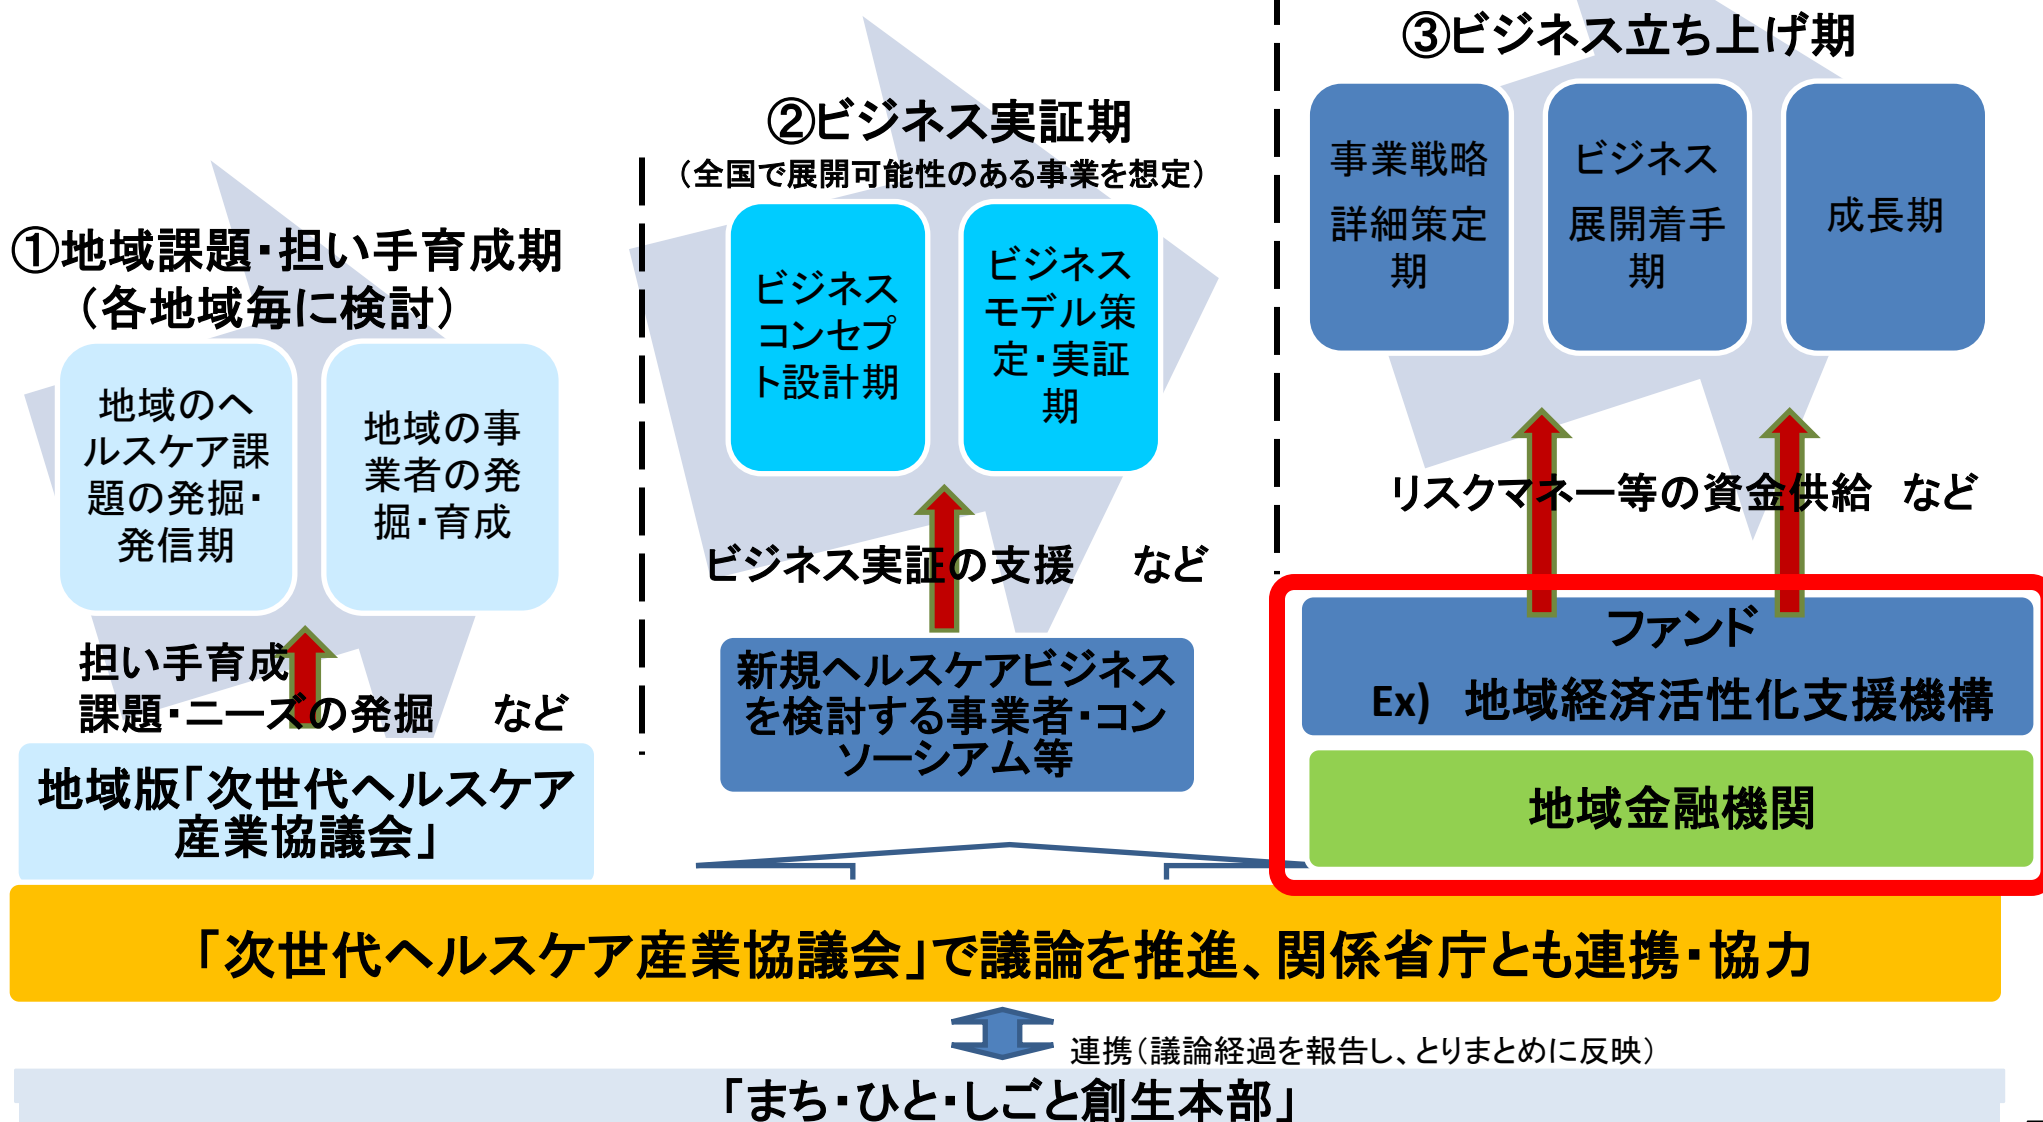 ①地域課題・担い手育成期
（各地域毎に検討）
地域のヘ
ルスケア課
題の発掘・
発信期
地域の事
業者の発
掘・育成
担い手育成
課題・ニーズの発掘　など
地域版「次世代ヘルスケア
産業協議会」
②ビジネス実証期
（全国で展開可能性のある事業を想定）
ビジネス
コンセプ
ト設計期
ビジネス
モデル策
定・実証
期
ビジネス実証の支援　など
新規ヘルスケアビジネス
を検討する事業者・コン
ソーシアム等
③ビジネス立ち上げ期
事業戦略
詳細策定
期
ビジネス
展開着手
期
成長期
リスクマネー等の資金供給　など
ファンド
Ex)　地域経済活性化支援機構
地域金融機関
「次世代ヘルスケア産業協議会」で議論を推進、関係省庁とも連携・協力
連携（議論経過を報告し、とりまとめに反映）
「まち・ひと・しごと創生本部」